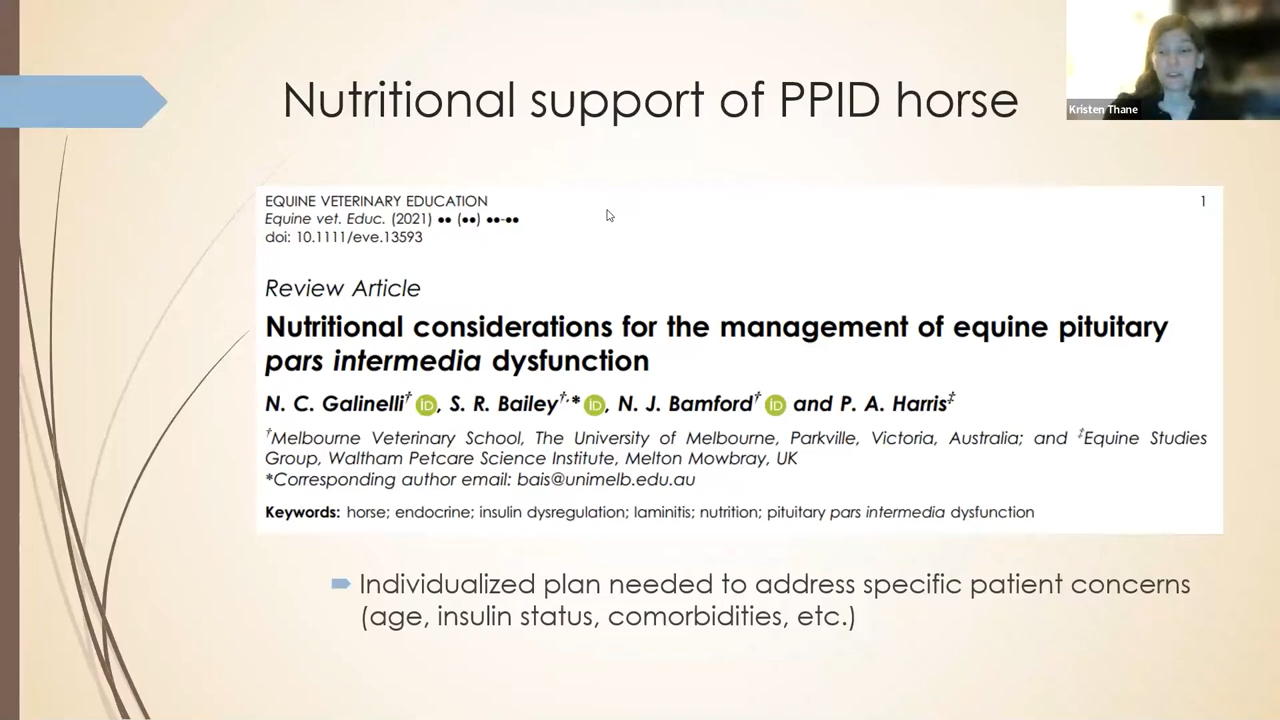 Nutritional support of PPID horse
Kristen Thane
EQUINE VETERINARY EDUCATION
1
Equine vet. Educ. (2021) •• (••) ••-••
doi: 10.1111/eve.13593
Review Article
Nutritional considerations for the management of equine pituitary
pars intermedia dysfunction
N. C. Galinelli† iD, S. R. Bailey†,* iD, N. J. Bamford† iD and P. A. Harris‡
†Melbourne Veterinary School, The University of Melbourne, Parkville, Victoria, Australia; and ‡Equine Studies
Group, Waltham Petcare Science Institute, Melton Mowbray, UK
*Corresponding author email: bais@unimelb.edu.au
Keywords: horse; endocrine; insulin dysregulation; laminitis; nutrition; pituitary pars intermedia dysfunction
Individualized plan needed to address specific patient concerns
(age, insulin status, comorbidities, etc.)